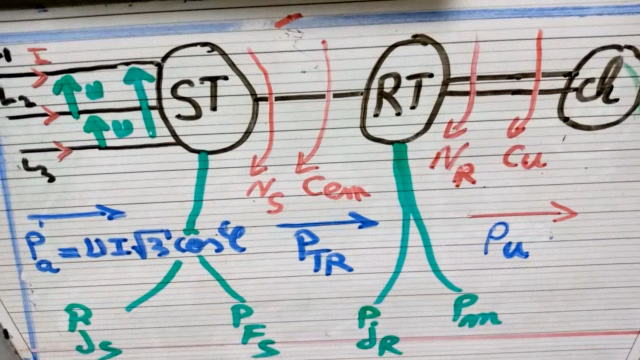 I
L2
L3
U
U
ST
RT
ch
NS Cem
NR Cu
Pa = UI√3 cosφ
PTR
Pu
PJS
PFS
PJR
Pm